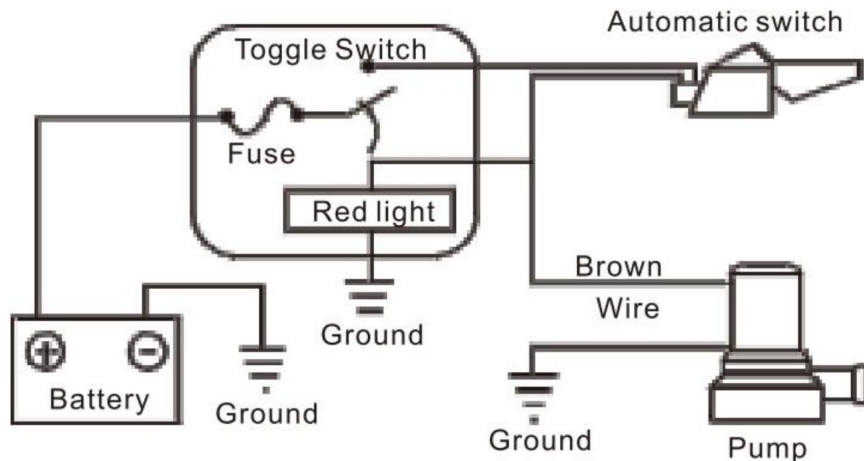 Automatic switch
Toggle Switch
Fuse
Red light
Ground
Brown
Wire
Battery
Ground
Ground
Pump